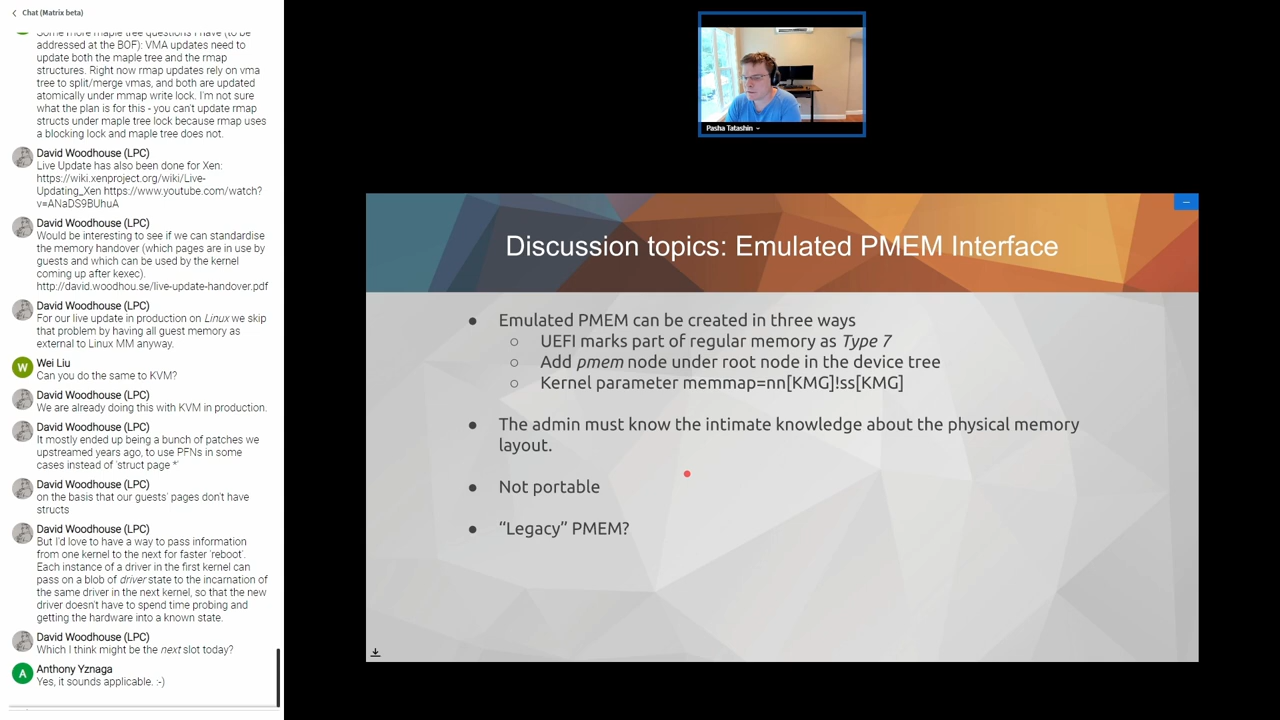 Chat (Matrix beta)
Some more maple tree questions I have (to be
addressed at the BOF): VMA updates need to
update both the maple tree and the rmap
structures. Right now rmap updates rely on vma
tree to split/merge vmas, and both are updated
atomically under mmap write lock. I'm not sure
what the plan is for this - you can't update rmap
structs under maple tree lock because rmap uses
a blocking lock and maple tree does not.
David Woodhouse (LPC)
Live Update has also been done for Xen:
https://wiki.xenproject.org/wiki/Live-
Updating_Xen https://www.youtube.com/watch?
v=ANaDS9BUhuA
David Woodhouse (LPC)
Would be interesting to see if we can standardise
the memory handover (which pages are in use by
guests and which can be used by the kernel
coming up after kexec).
http://david.woodhou.se/live-update-handover.pdf
David Woodhouse (LPC)
For our live update in production on Linux we skip
that problem by having all guest memory as
external to Linux MM anyway.
W
Wei Liu
Can you do the same to KVM?
David Woodhouse (LPC)
We are already doing this with KVM in production.
David Woodhouse (LPC)
It mostly ended up being a bunch of patches we
upstreamed years ago, to use PFNs in some
cases instead of 'struct page *'
David Woodhouse (LPC)
on the basis that our guests' pages don't have
structs
David Woodhouse (LPC)
But I'd love to have a way to pass information
from one kernel to the next for faster 'reboot'.
Each instance of a driver in the first kernel can
pass on a blob of driver state to the incarnation of
the same driver in the next kernel, so that the new
driver doesn't have to spend time probing and
getting the hardware into a known state.
David Woodhouse (LPC)
Which I think might be the next slot today?
A
Anthony Yznaga
Yes, it sounds applicable. :-)
Pasha Tatashin
Discussion topics: Emulated PMEM Interface
● Emulated PMEM can be created in three ways
○ UEFI marks part of regular memory as Type 7
○ Add pmem node under root node in the device tree
○ Kernel parameter memmap=nn[KMG]!ss[KMG]
● The admin must know the intimate knowledge about the physical memory
layout.
● Not portable
● “Legacy” PMEM?